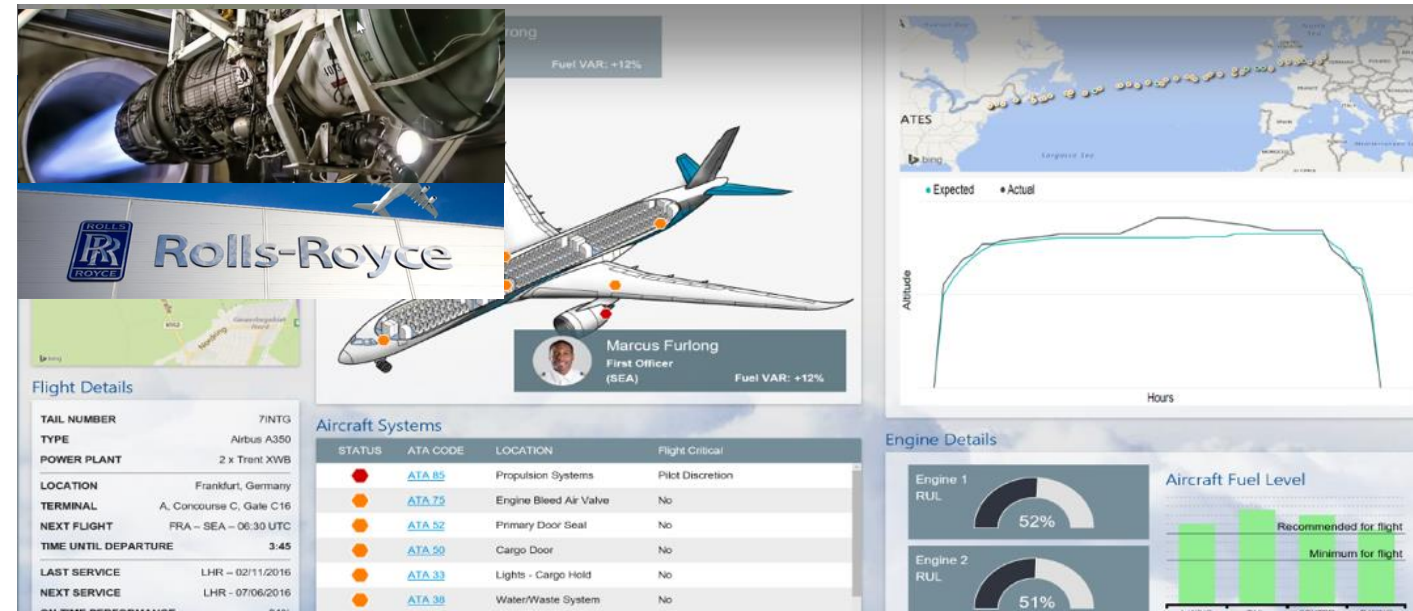 rong
Fuel VAR: +12%
ROLLS
RR
ROYCE
Rolls-Royce
bing
Flight Details
TAIL NUMBER 7INTG
TYPE Airbus A350
POWER PLANT 2 x Trent XWB
LOCATION Frankfurt, Germany
TERMINAL A, Concourse C, Gate C16
NEXT FLIGHT FRA – SEA – 06:30 UTC
TIME UNTIL DEPARTURE 3:45
LAST SERVICE LHR – 02/11/2016
NEXT SERVICE LHR - 07/06/2016
Marcus Furlong
First Officer
(SEA) Fuel VAR: +12%
Aircraft Systems
STATUS ATA CODE LOCATION Flight Critical
ATA 85 Propulsion Systems Pilot Discretion
ATA 75 Engine Bleed Air Valve No
ATA 52 Primary Door Seal No
ATA 50 Cargo Door No
ATA 33 Lights - Cargo Hold No
ATA 38 Water/Waste System No
ATES
bing
Sargasso Sea
Expected Actual
Altitude
Hours
Engine Details
Engine 1
RUL
52%
Engine 2
RUL
51%
Aircraft Fuel Level
Recommended for flight
Minimum for flight